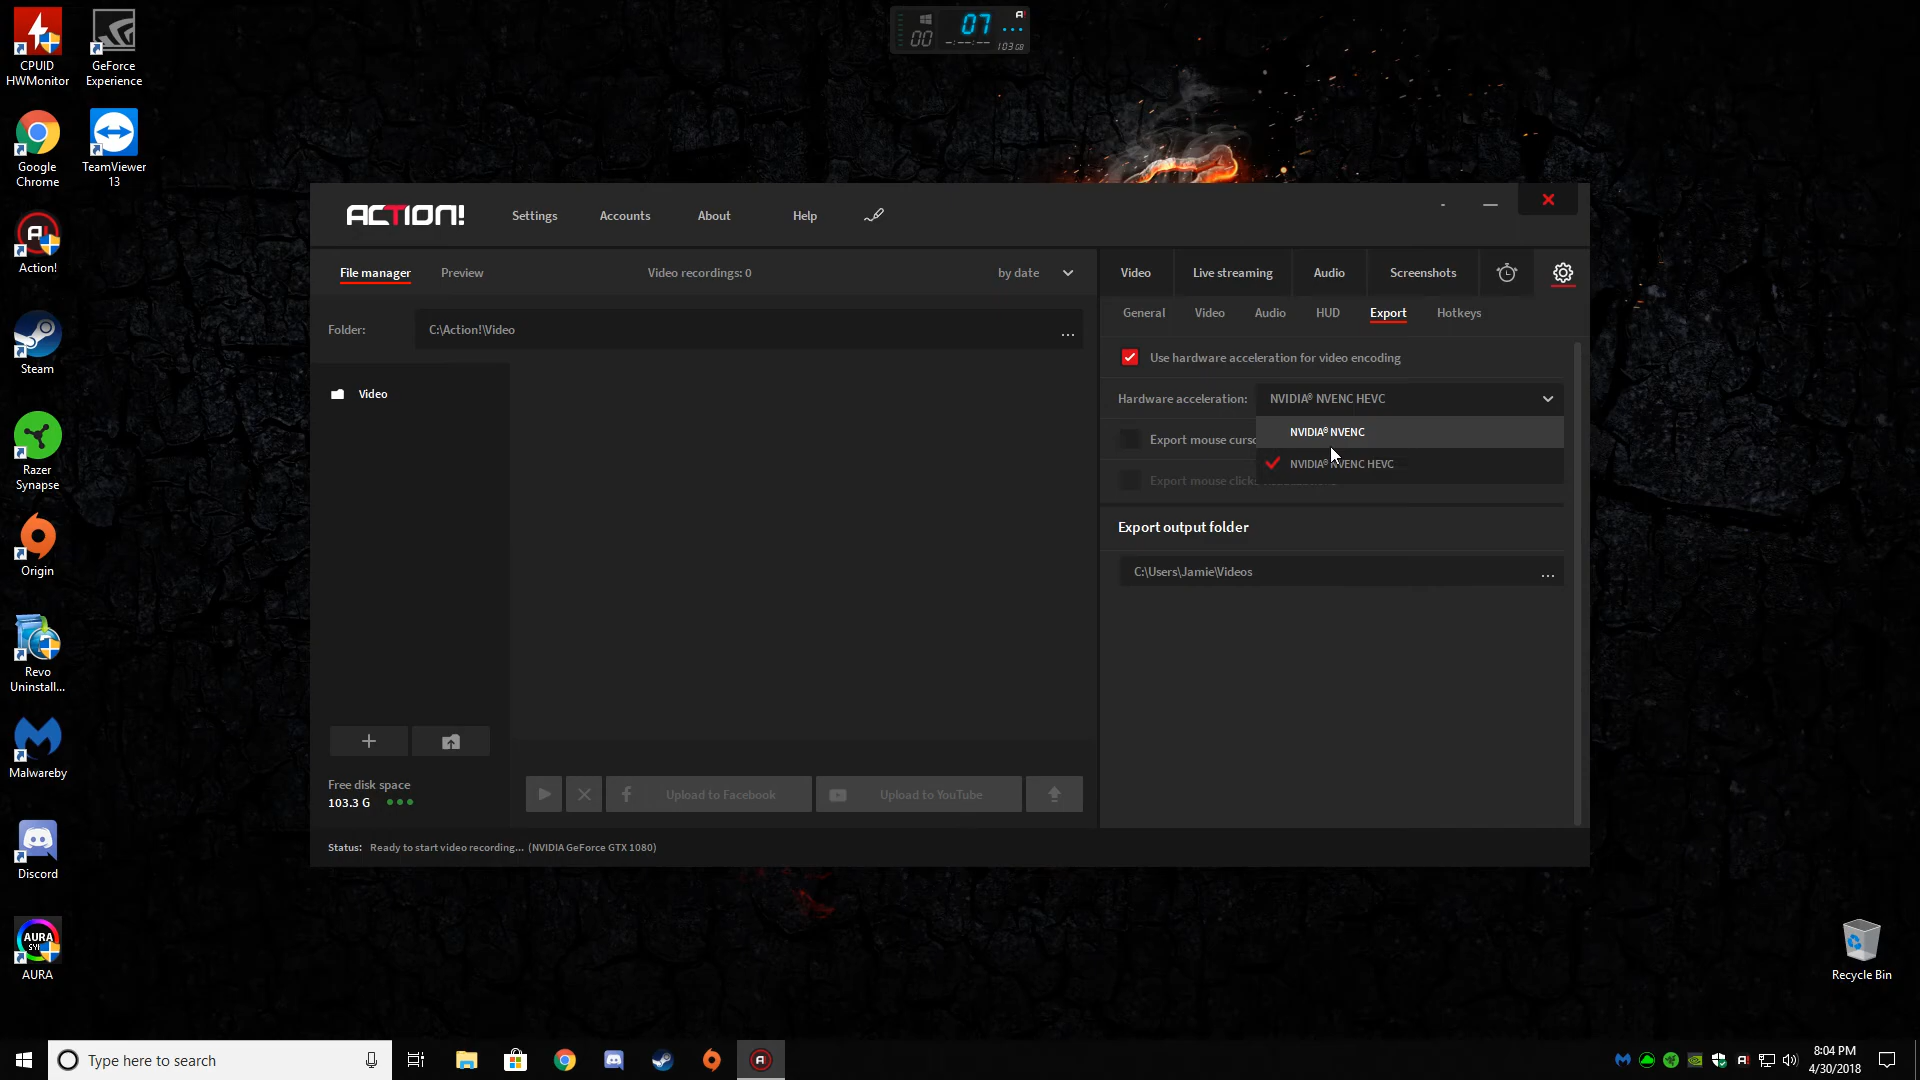 CPUID
HWMonitor
GeForce
Experience
Google
Chrome
TeamViewer
13
Action!
Steam
Razer
Synapse
Origin
Revo
Uninstall...
Malwareby
Discord
AURA
AURA
Recycle Bin
00
07
A!
-:--:--
103 GB
ACTION!
Settings
Accounts
About
Help
File manager
Preview
Video recordings: 0
by date
Folder:
C:\Action!\Video
...
Video
Free disk space
103.3 G
Upload to Facebook
Upload to YouTube
Status: Ready to start video recording... (NVIDIA GeForce GTX 1080)
Video
Live streaming
Audio
Screenshots
General
Video
Audio
HUD
Export
Hotkeys
Use hardware acceleration for video encoding
Hardware acceleration:
NVIDIA® NVENC HEVC
NVIDIA® NVENC
NVIDIA® NVENC HEVC
Export mouse curso
Export mouse click
Export output folder
C:\Users\Jamie\Videos
...
Type here to search
8:04 PM
4/30/2018